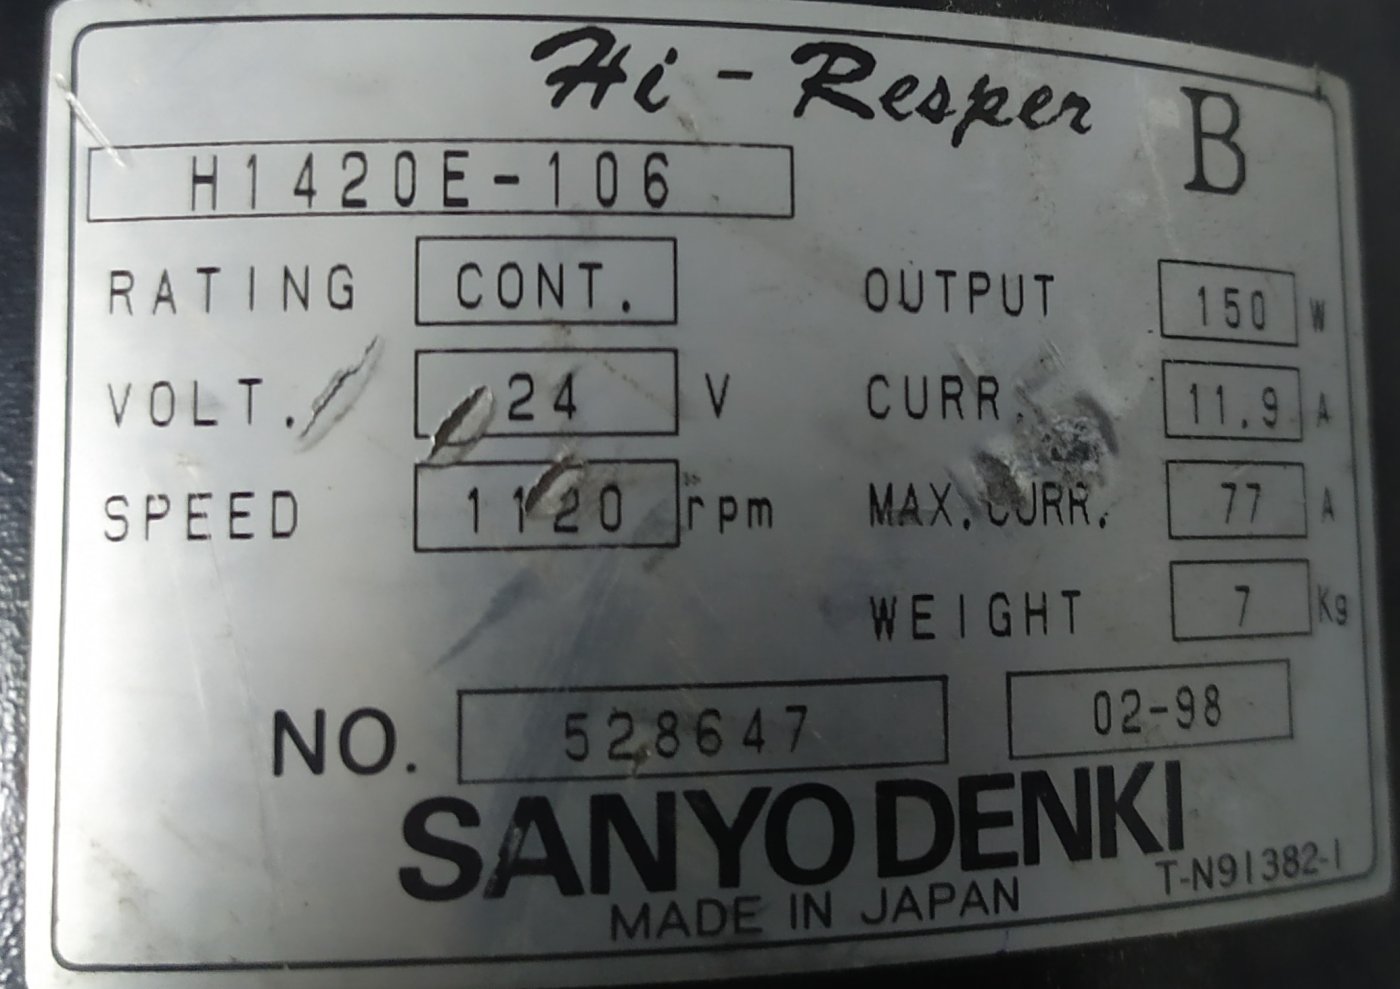 Hi-Resper B
H1420E-106
RATING CONT. OUTPUT 150 W
VOLT. 24 V CURR. 11.9 A
SPEED 1120 rpm MAX. CURR. 77 A
WEIGHT 7 Kg
NO. 528647 02-98
SANYO DENKI
MADE IN JAPAN T-N91382-1